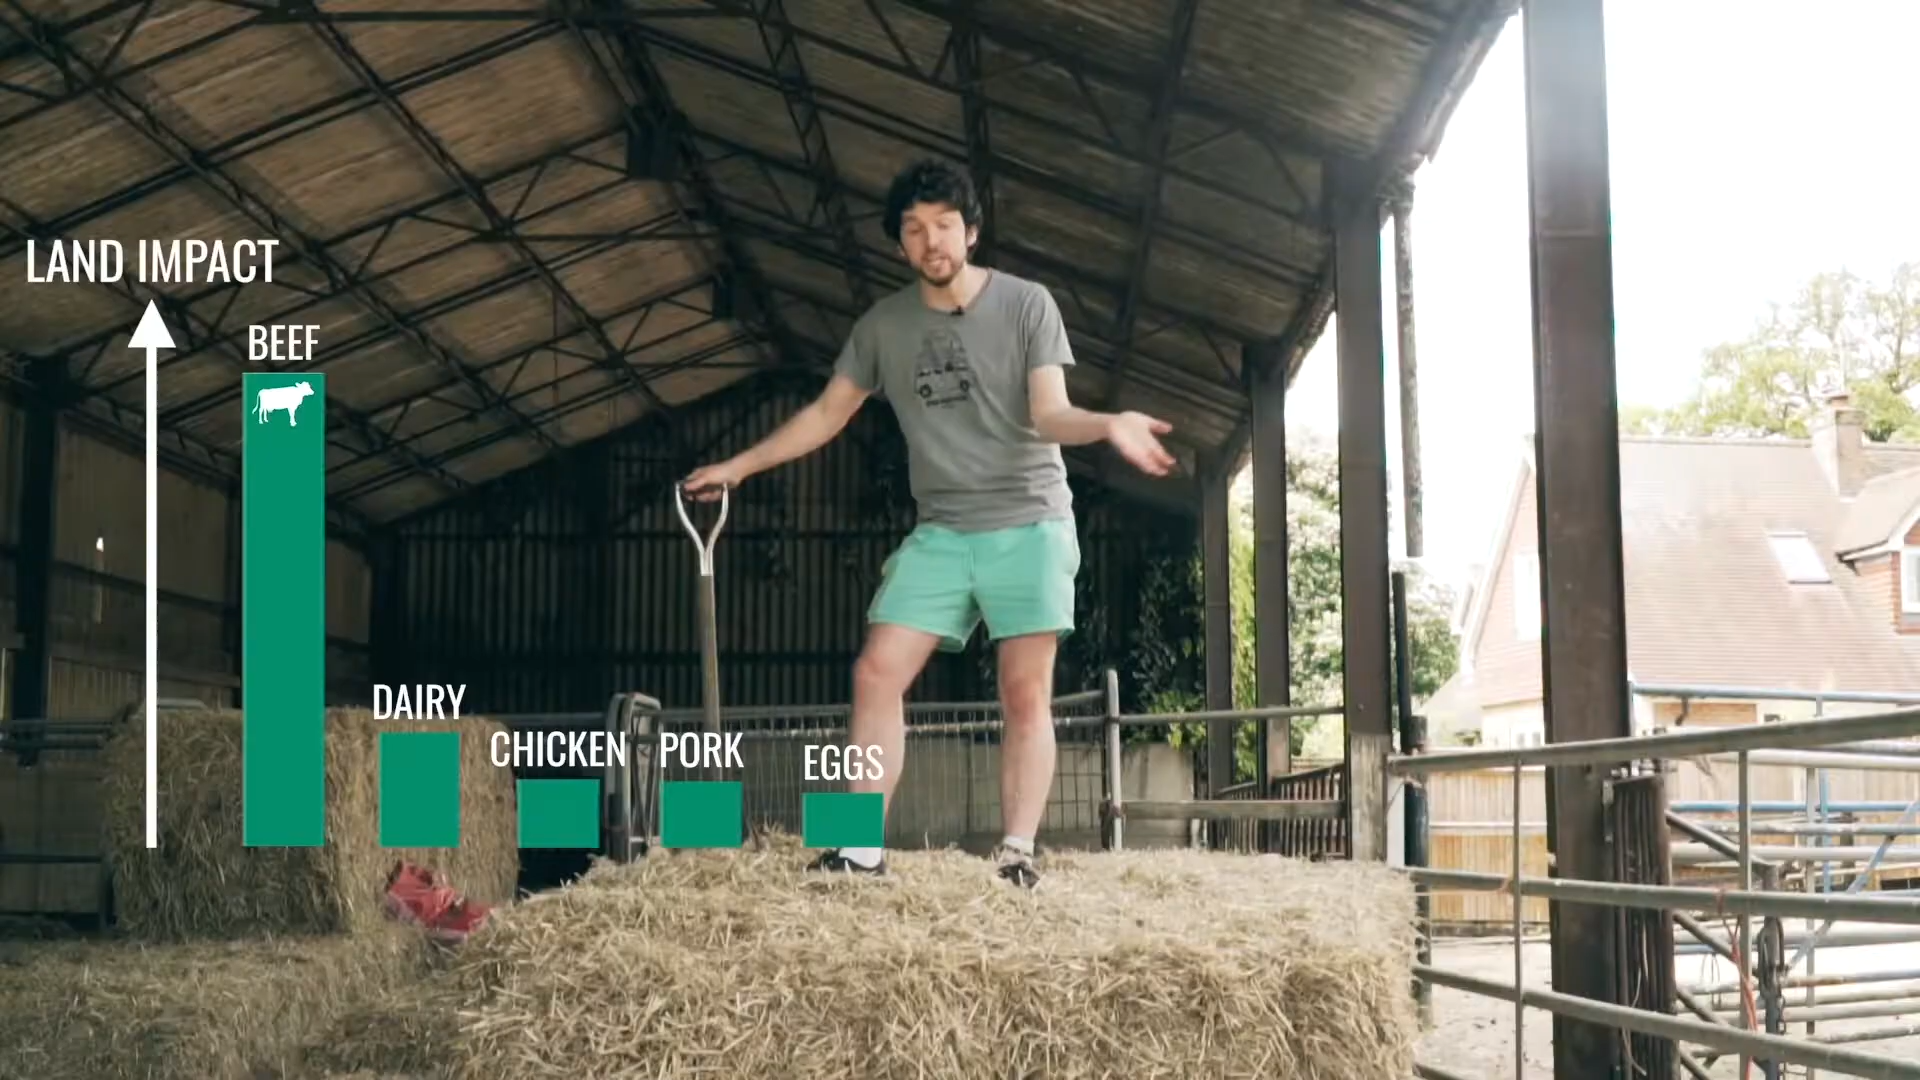 LAND IMPACT
BEEF
DAIRY
CHICKEN
PORK
EGGS